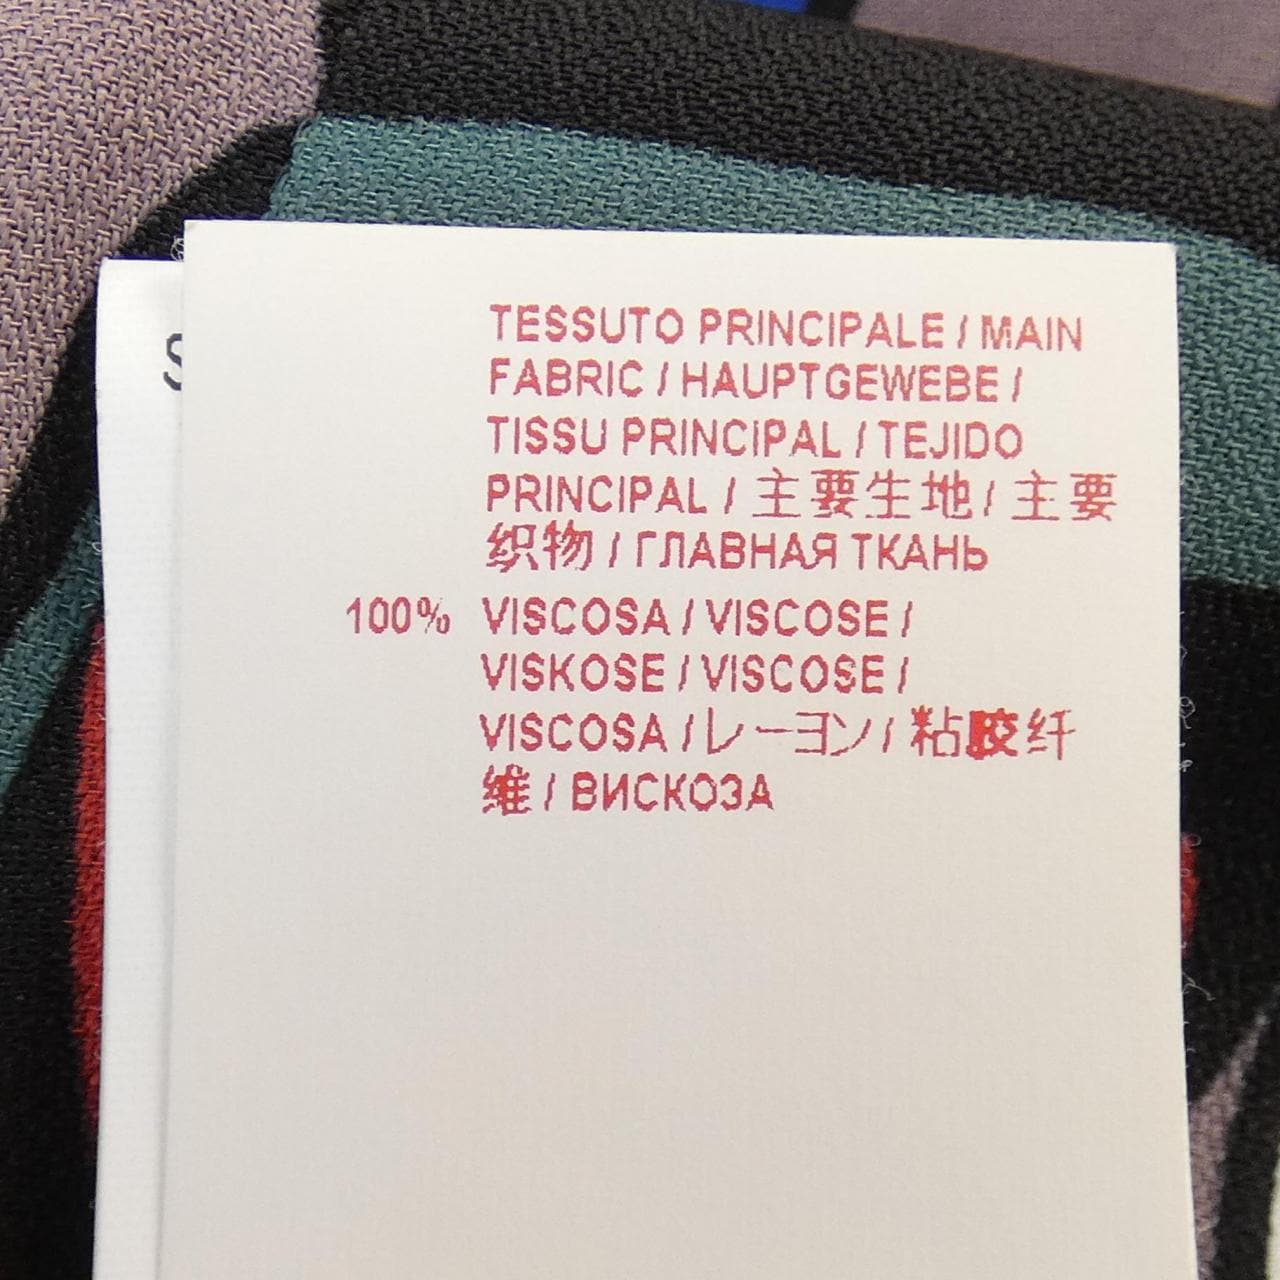 S
TESSUTO PRINCIPALE / MAIN
FABRIC / HAUPTGEWEBE /
TISSU PRINCIPAL / TEJIDO
PRINCIPAL / 主要生地 / 主要
织物 / ГЛАВНАЯ ТКАНЬ
100% VISCOSA / VISCOSE /
VISKOSE / VISCOSE /
VISCOSA / レーヨン / 粘胶纤
维 / ВИСКОЗА